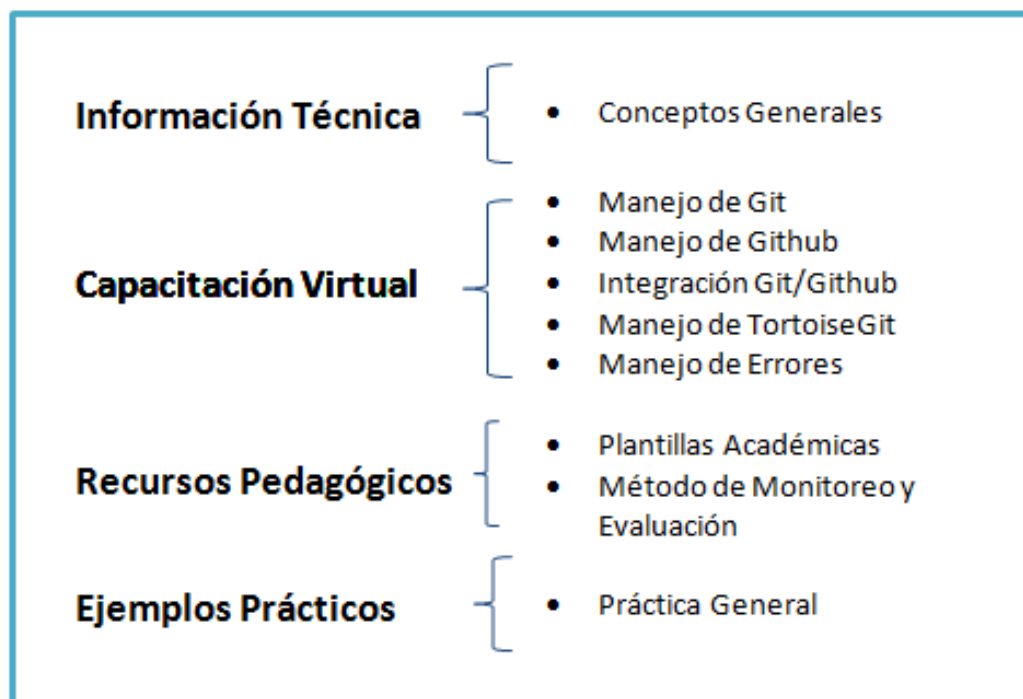 Información Técnica
• Conceptos Generales
Capacitación Virtual
• Manejo de Git
• Manejo de Github
• Integración Git/Github
• Manejo de TortoiseGit
• Manejo de Errores
Recursos Pedagógicos
• Plantillas Académicas
• Método de Monitoreo y
Evaluación
Ejemplos Prácticos
• Práctica General